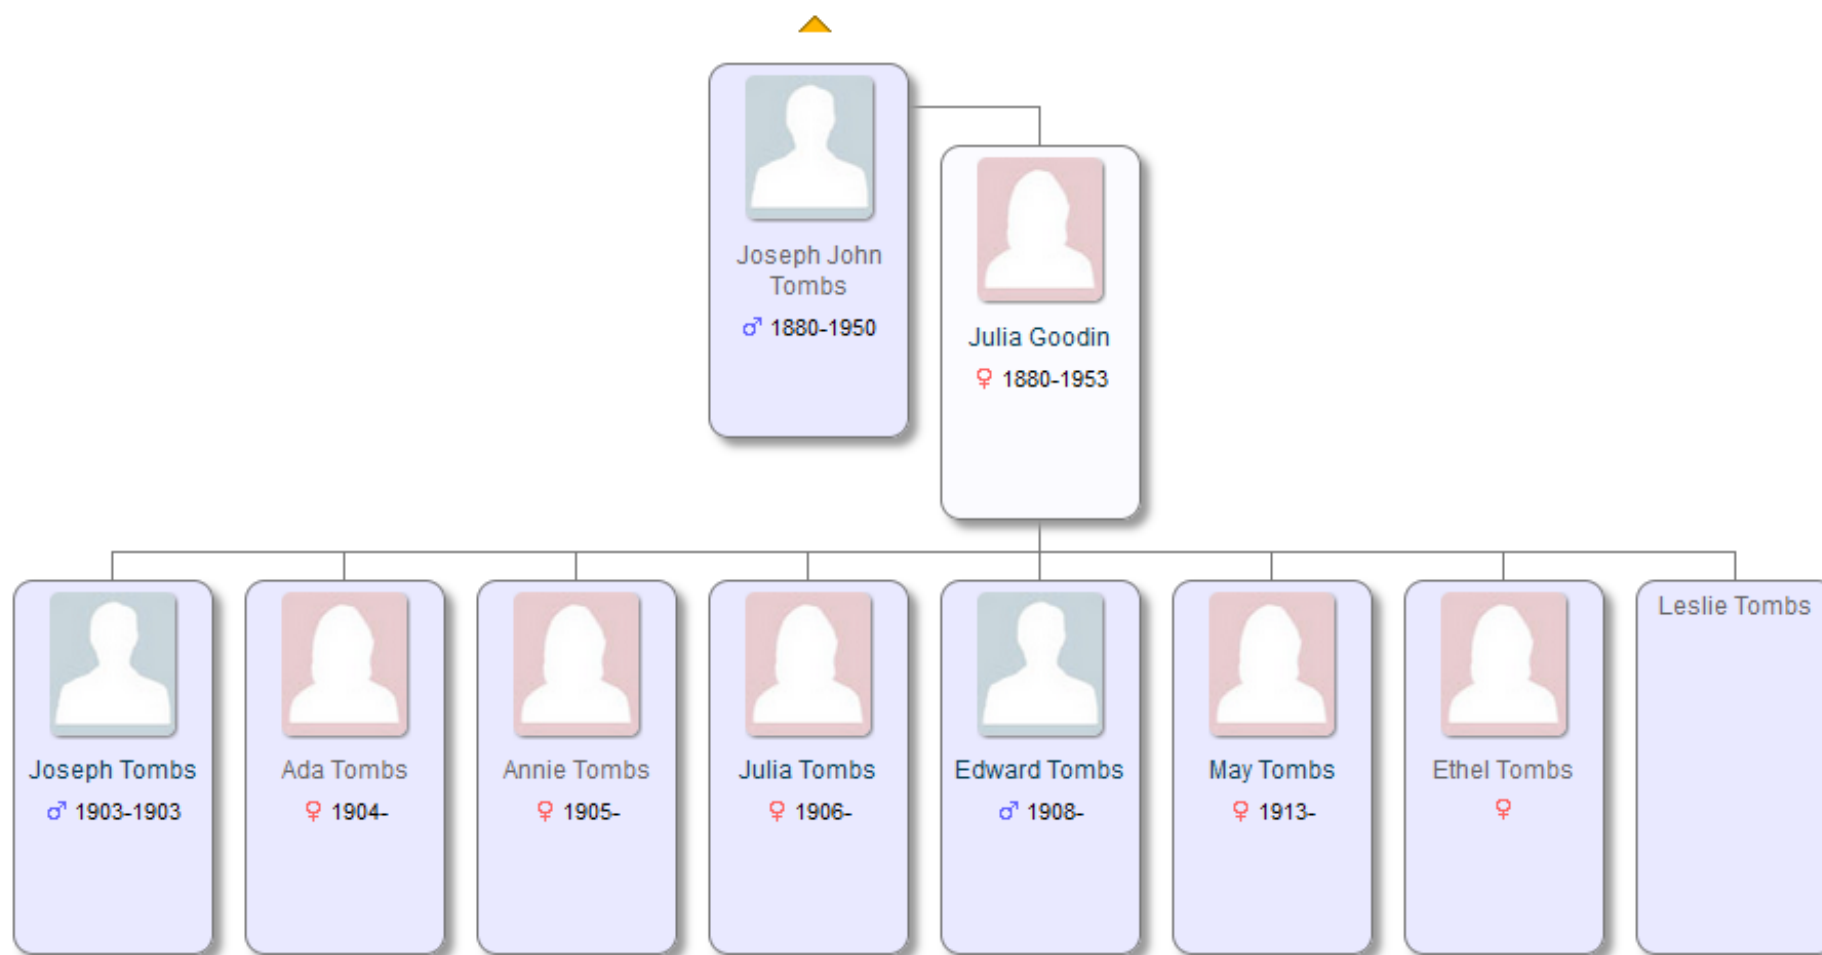 Joseph John
Tombs
♂ 1880-1950
Julia Goodin
♀ 1880-1953
Joseph Tombs
♂ 1903-1903
Ada Tombs
♀ 1904-
Annie Tombs
♀ 1905-
Julia Tombs
♀ 1906-
Edward Tombs
♂ 1908-
May Tombs
♀ 1913-
Ethel Tombs
♀
Leslie Tombs